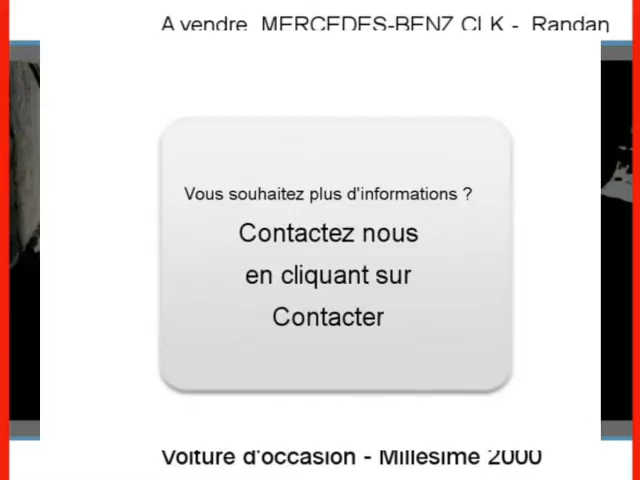 A vendre MERCEDES-BENZ CLK - Randan
Vous souhaitez plus d'informations ?
Contactez nous
en cliquant sur
Contacter
Voiture d'occasion - Millesime 2000